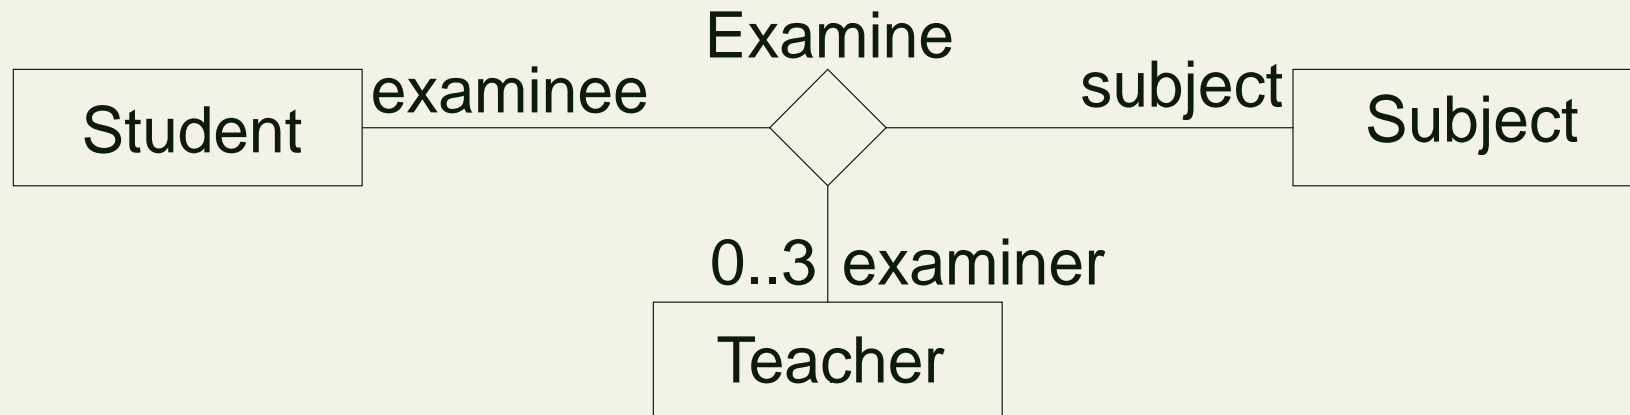 Examine
Student
examinee
subject
Subject
0..3 examiner
Teacher